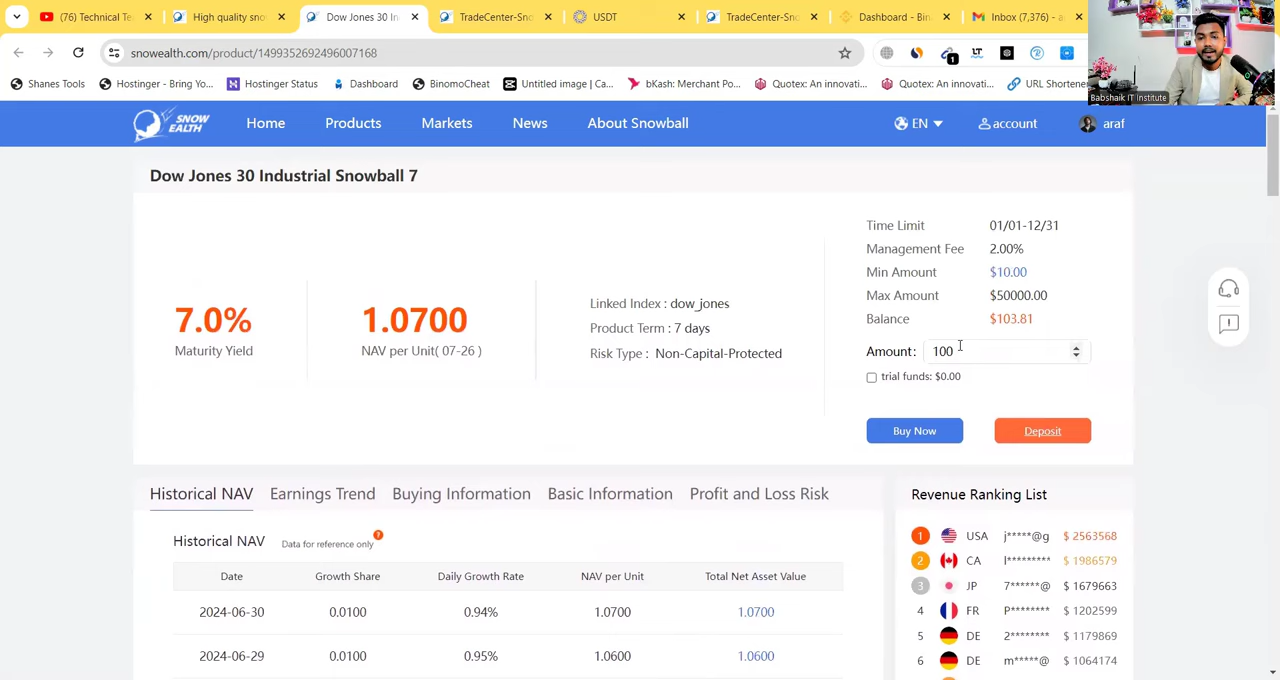 (76) Technical Te
High quality sno
Dow Jones 30 In
TradeCenter-Sno
USDT
TradeCenter-Sno
Dashboard - Bin
Inbox (7,376) - a
snowealth.com/product/1499352692496007168
Shanes Tools
Hostinger - Bring Yo...
Hostinger Status
Dashboard
BinomoCheat
Untitled image | Ca...
bKash: Merchant Po...
Quotex: An innovati...
Quotex: An innovati...
URL Shortene
Babshaik IT Institute
SNOW EALTH
Home
Products
Markets
News
About Snowball
EN
account
araf
Dow Jones 30 Industrial Snowball 7
7.0%
Maturity Yield
1.0700
NAV per Unit( 07-26 )
Linked Index : dow_jones
Product Term : 7 days
Risk Type : Non-Capital-Protected
Time Limit 01/01-12/31
Management Fee 2.00%
Min Amount $10.00
Max Amount $50000.00
Balance $103.81
Amount: 100
trial funds: $0.00
Buy Now
Deposit
Historical NAV
Earnings Trend
Buying Information
Basic Information
Profit and Loss Risk
Historical NAV Data for reference only ?
Date Growth Share Daily Growth Rate NAV per Unit Total Net Asset Value
2024-06-30 0.0100 0.94% 1.0700 1.0700
2024-06-29 0.0100 0.95% 1.0600 1.0600
Revenue Ranking List
1 USA j*****@g $ 2563568
2 CA l********* $ 1986579
3 JP 7******@ $ 1679663
4 FR P******** $ 1202599
5 DE 2******** $ 1179869
6 DE m*****@ $ 1064174